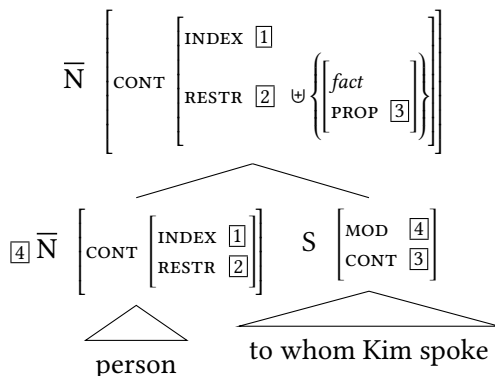 INDEX 1
N̅ CONT RESTR 2 ⊎ { fact
PROP 3 }
4 N̅ CONT INDEX 1
RESTR 2
S MOD 4
CONT 3
person
to whom Kim spoke